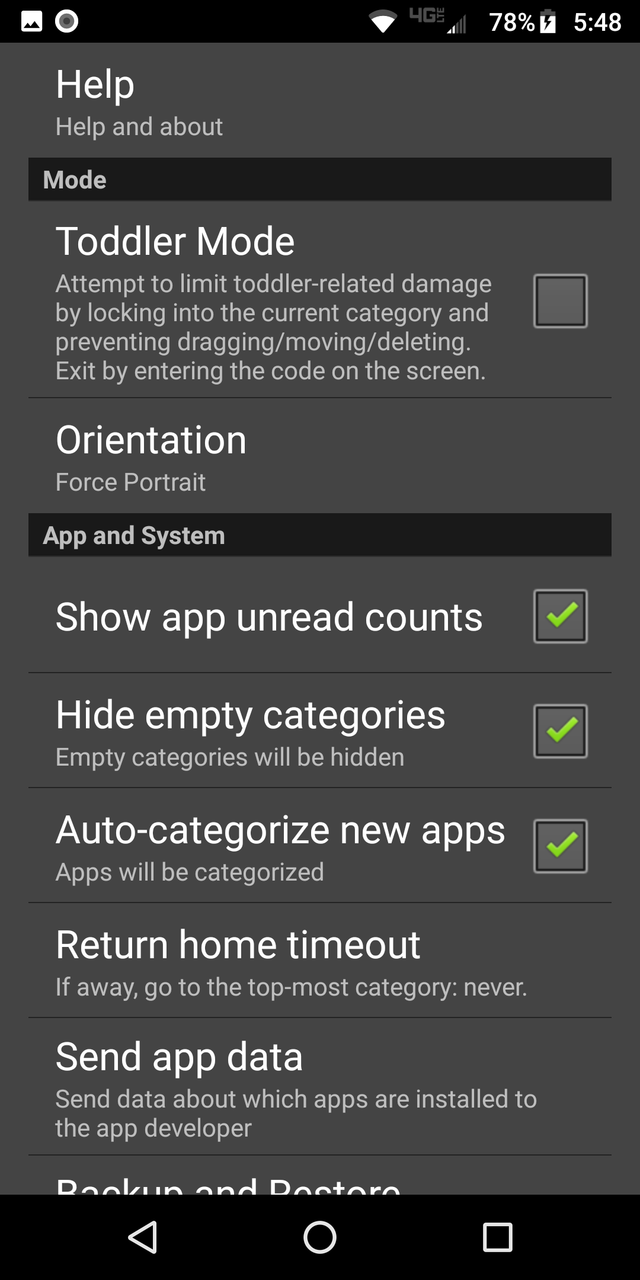 4G LTE 78% 5:48
Help
Help and about
Mode
Toddler Mode
Attempt to limit toddler-related damage
by locking into the current category and
preventing dragging/moving/deleting.
Exit by entering the code on the screen.
Orientation
Force Portrait
App and System
Show app unread counts
Hide empty categories
Empty categories will be hidden
Auto-categorize new apps
Apps will be categorized
Return home timeout
If away, go to the top-most category: never.
Send app data
Send data about which apps are installed to
the app developer
Backup and Restore